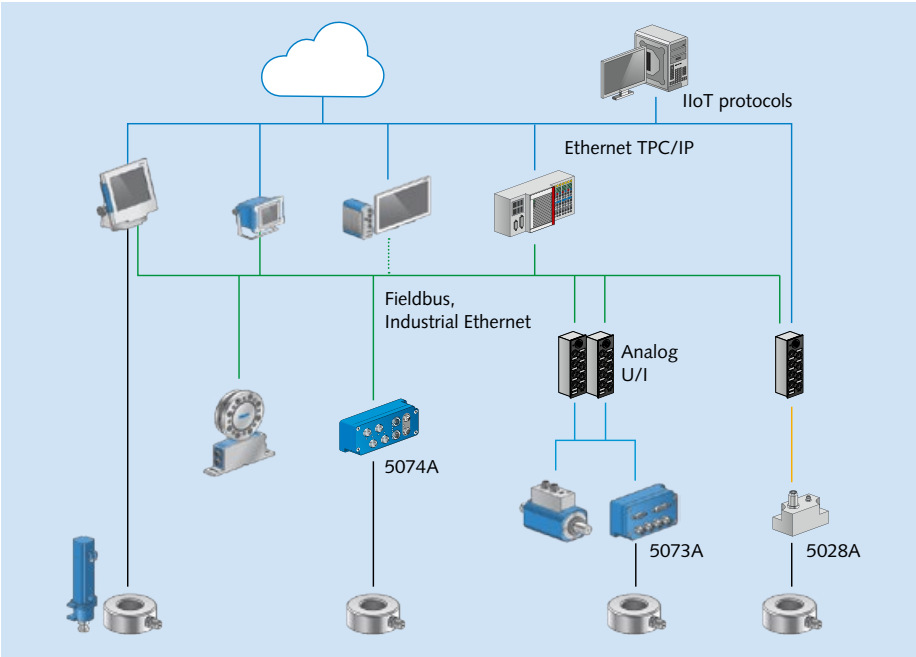 IIoT protocols
Ethernet TPC/IP
Fieldbus,
Industrial Ethernet
Analog
U/I
5074A
5073A
5028A